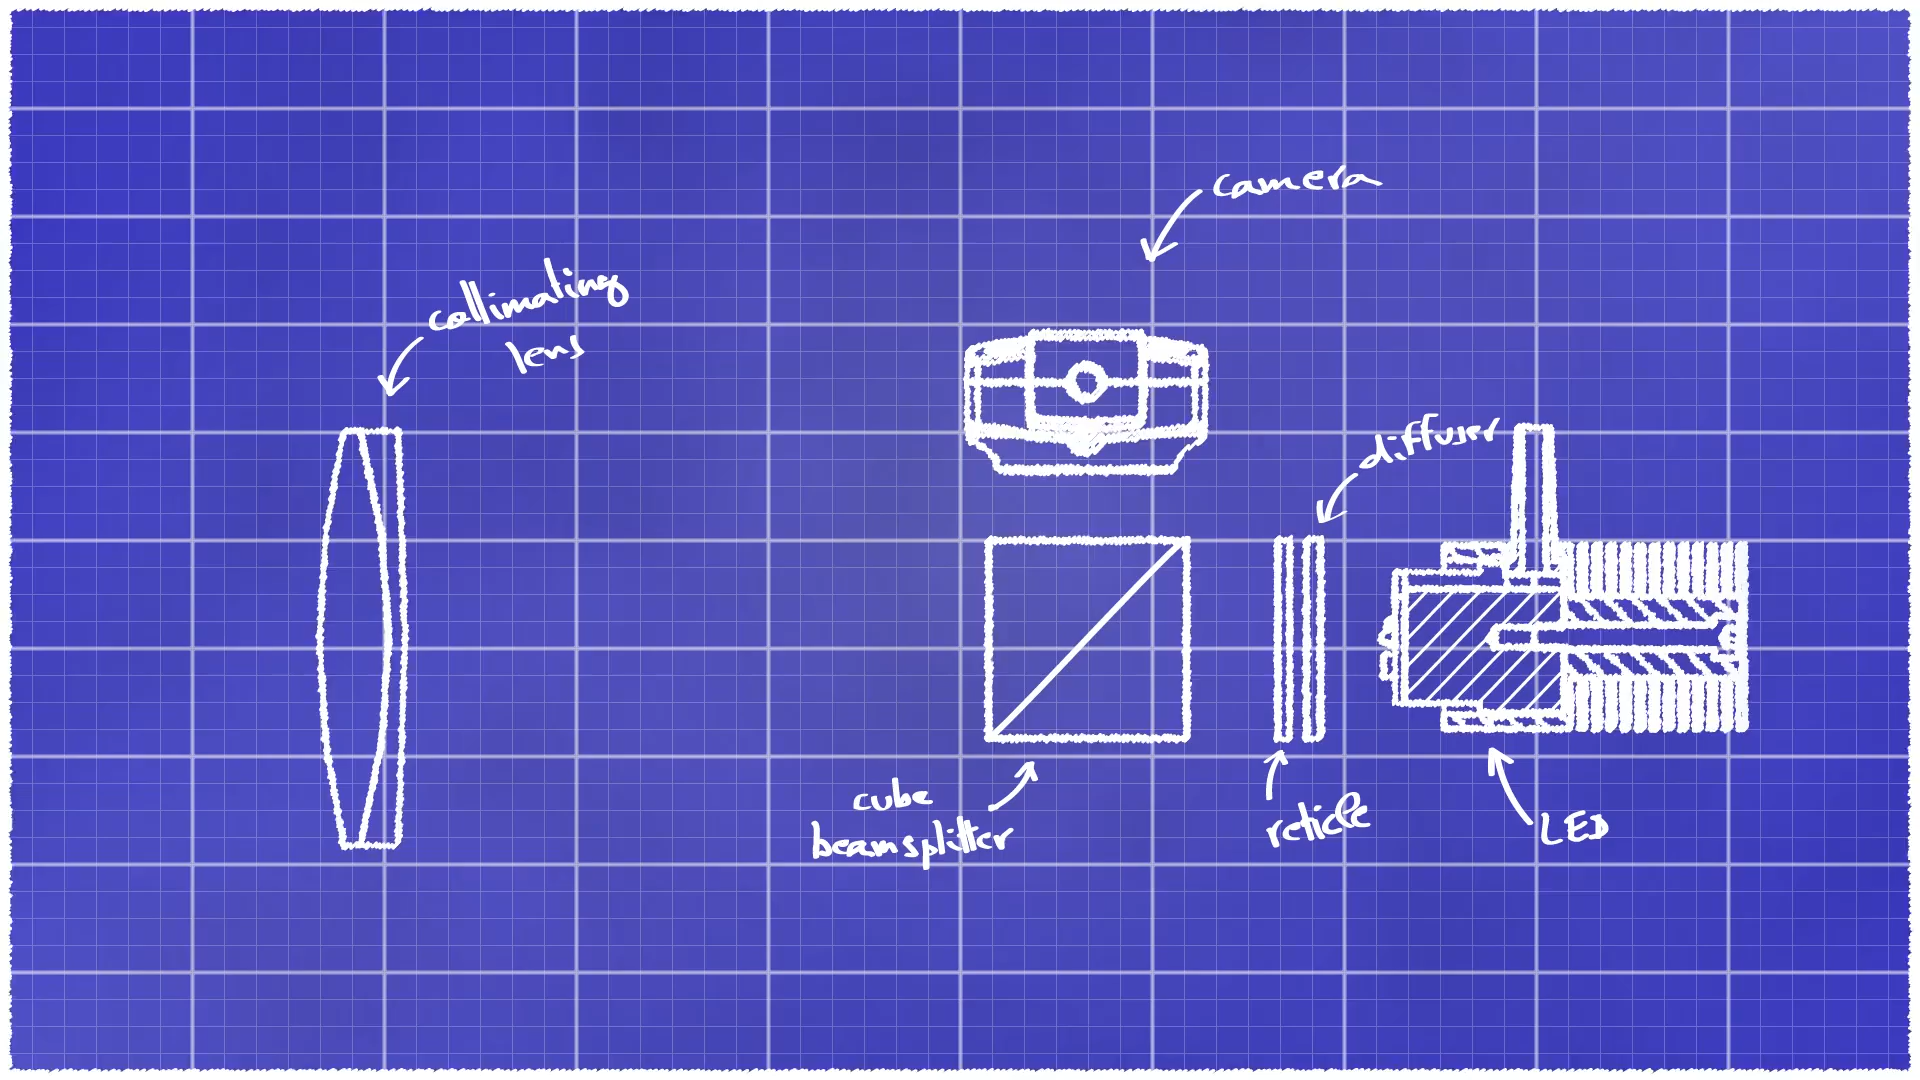 camera
collimating
lens
diffuser
cube
beamsplitter
reticle
LED